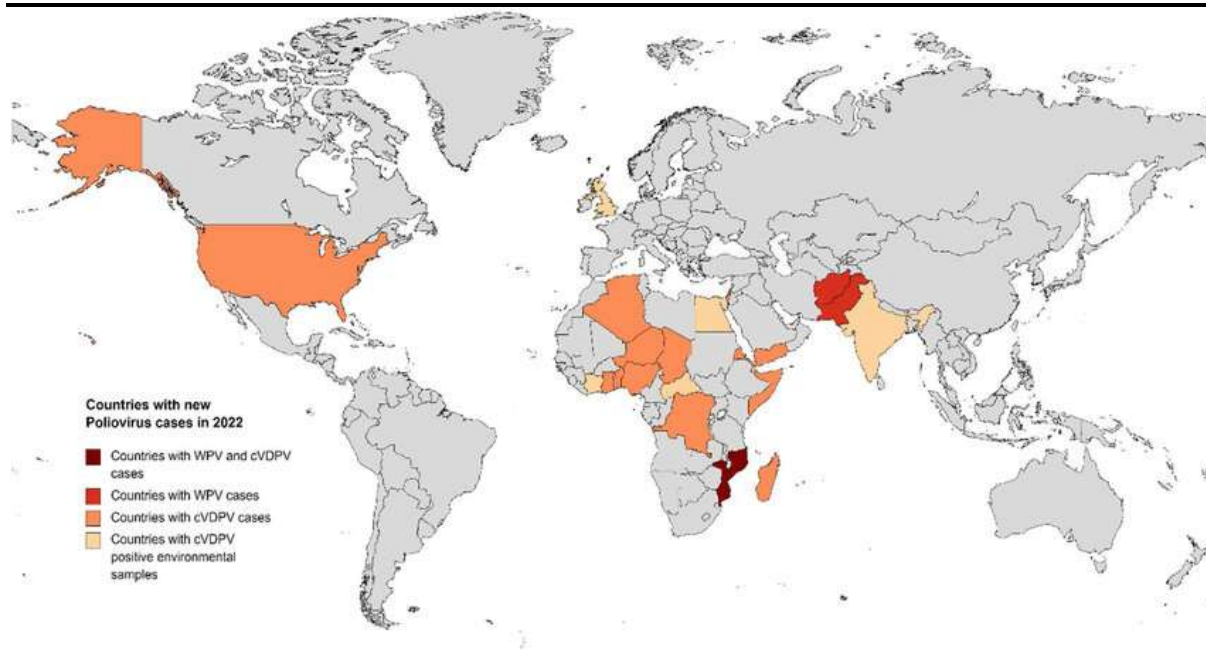 Countries with new
Poliovirus cases in 2022
Countries with WPV and cVDPV
cases
Countries with WPV cases
Countries with cVDPV cases
Countries with cVDPV
positive environmental
samples